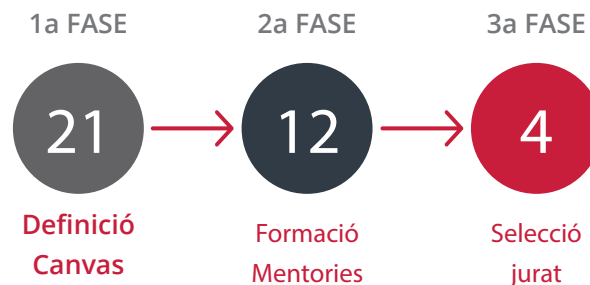 1a FASE
2a FASE
3a FASE
21
12
4
Definició
Canvas
Formació
Mentories
Selecció
jurat